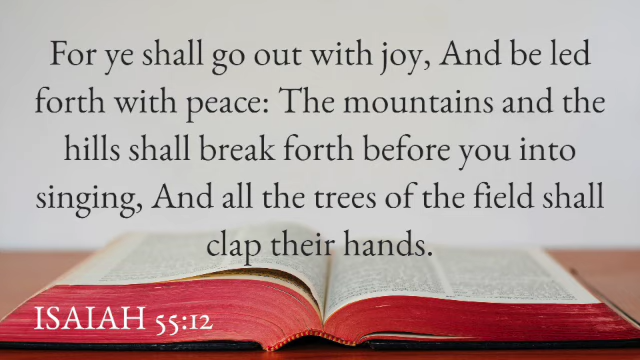 For ye shall go out with joy, And be led
forth with peace: The mountains and the
hills shall break forth before you into
singing, And all the trees of the field shall
clap their hands.
ISAIAH 55:12